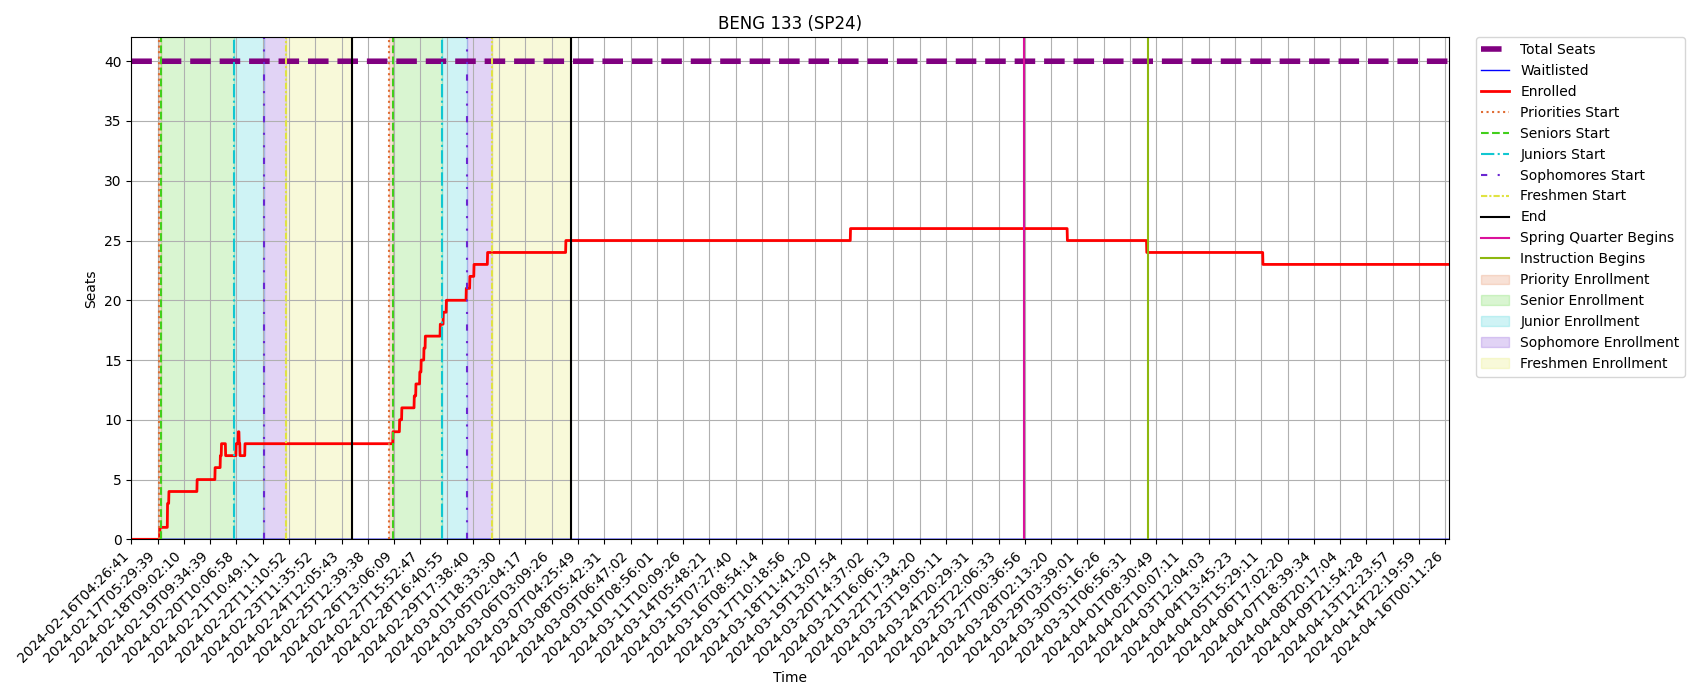 BENG 133 (SP24)
Seats
40
35
30
25
20
15
10
5
0
2024-02-16T04:26:41
2024-02-17T05:29:39
2024-02-18T09:02:10
2024-02-19T09:34:39
2024-02-20T10:06:58
2024-02-21T10:49:11
2024-02-22T11:10:52
2024-02-23T11:35:52
2024-02-24T12:05:43
2024-02-25T12:39:38
2024-02-26T13:06:09
2024-02-27T15:52:47
2024-02-28T16:40:55
2024-02-29T17:38:40
2024-03-01T18:33:30
2024-03-05T02:04:17
2024-03-06T03:09:26
2024-03-07T04:25:49
2024-03-08T05:42:31
2024-03-09T06:47:02
2024-03-10T08:56:01
2024-03-11T10:09:26
2024-03-14T05:48:21
2024-03-15T07:27:40
2024-03-16T08:54:14
2024-03-17T10:18:56
2024-03-18T11:41:20
2024-03-19T13:07:54
2024-03-20T14:37:02
2024-03-21T16:06:13
2024-03-22T17:34:20
2024-03-23T19:05:11
2024-03-24T20:29:31
2024-03-25T22:06:33
2024-03-27T00:36:56
2024-03-28T02:13:20
2024-03-29T03:39:01
2024-03-30T05:16:26
2024-03-31T06:56:31
2024-04-01T08:30:49
2024-04-02T10:07:11
2024-04-03T12:04:03
2024-04-04T13:45:23
2024-04-05T15:29:11
2024-04-06T17:02:20
2024-04-07T18:39:34
2024-04-08T20:17:04
2024-04-09T21:54:28
2024-04-13T12:23:57
2024-04-14T22:19:59
2024-04-16T00:11:26
Time
Total Seats
Waitlisted
Enrolled
Priorities Start
Seniors Start
Juniors Start
Sophomores Start
Freshmen Start
End
Spring Quarter Begins
Instruction Begins
Priority Enrollment
Senior Enrollment
Junior Enrollment
Sophomore Enrollment
Freshmen Enrollment